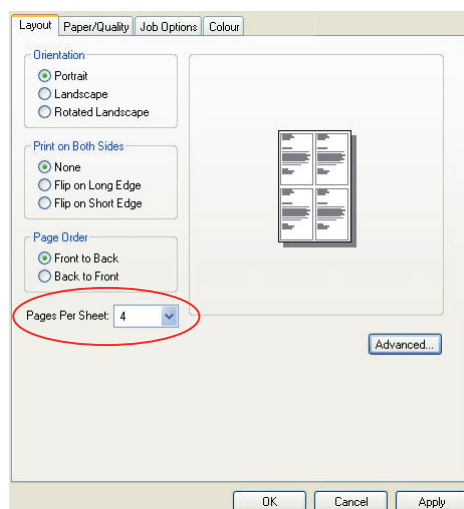 Layout Paper/Quality Job Options Colour
Orientation
Portrait
Landscape
Rotated Landscape
Print on Both Sides
None
Flip on Long Edge
Flip on Short Edge
Page Order
Front to Back
Back to Front
Pages Per Sheet: 4
Advanced...
OK Cancel Apply